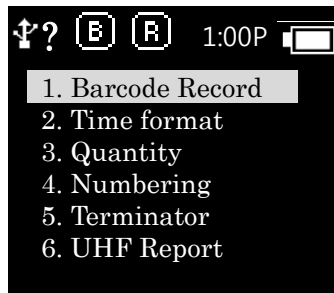 ? B R 1:00P
1. Barcode Record
2. Time format
3. Quantity
4. Numbering
5. Terminator
6. UHF Report